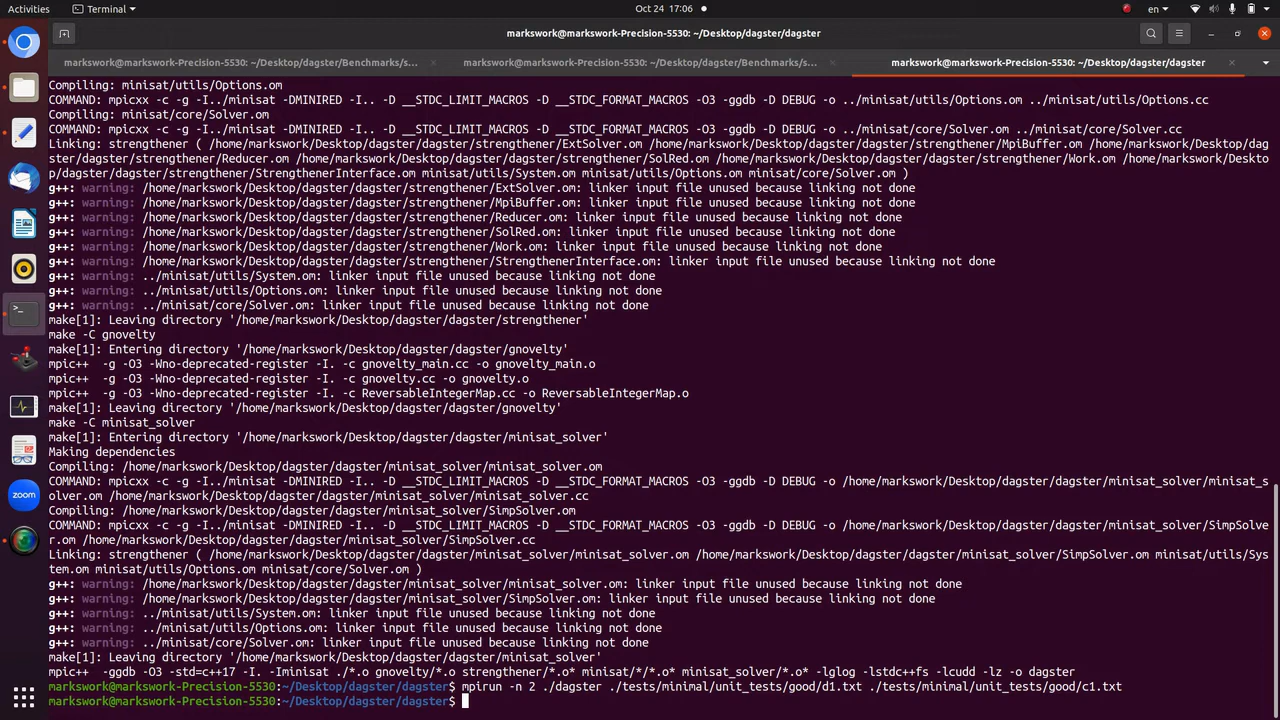 Activities
Terminal
Oct 24 17:06
en
markswork@markswork-Precision-5530: ~/Desktop/dagster/dagster
markswork@markswork-Precision-5530: ~/Desktop/dagster/Benchmarks/s...
markswork@markswork-Precision-5530: ~/Desktop/dagster/Benchmarks/s...
markswork@markswork-Precision-5530: ~/Desktop/dagster/dagster
Compiling: minisat/utils/Options.om
COMMAND: mpicxx -c -g -I../minisat -DMINIRED -I.. -D __STDC_LIMIT_MACROS -D __STDC_FORMAT_MACROS -O3 -ggdb -D DEBUG -o ../minisat/utils/Options.om ../minisat/utils/Options.cc
Compiling: minisat/core/Solver.om
COMMAND: mpicxx -c -g -I../minisat -DMINIRED -I.. -D __STDC_LIMIT_MACROS -D __STDC_FORMAT_MACROS -O3 -ggdb -D DEBUG -o ../minisat/core/Solver.om ../minisat/core/Solver.cc
Linking: strengthener ( /home/markswork/Desktop/dagster/dagster/strengthener/ExtSolver.om /home/markswork/Desktop/dagster/dagster/strengthener/MpiBuffer.om /home/markswork/Desktop/dag
ster/dagster/strengthener/Reducer.om /home/markswork/Desktop/dagster/dagster/strengthener/SolRed.om /home/markswork/Desktop/dagster/dagster/strengthener/Work.om /home/markswork/Deskto
p/dagster/dagster/strengthener/StrengthenerInterface.om minisat/utils/System.om minisat/utils/Options.om minisat/core/Solver.om )
g++: warning: /home/markswork/Desktop/dagster/dagster/strengthener/ExtSolver.om: linker input file unused because linking not done
g++: warning: /home/markswork/Desktop/dagster/dagster/strengthener/MpiBuffer.om: linker input file unused because linking not done
g++: warning: /home/markswork/Desktop/dagster/dagster/strengthener/Reducer.om: linker input file unused because linking not done
g++: warning: /home/markswork/Desktop/dagster/dagster/strengthener/SolRed.om: linker input file unused because linking not done
g++: warning: /home/markswork/Desktop/dagster/dagster/strengthener/Work.om: linker input file unused because linking not done
g++: warning: /home/markswork/Desktop/dagster/dagster/strengthener/StrengthenerInterface.om: linker input file unused because linking not done
g++: warning: ../minisat/utils/System.om: linker input file unused because linking not done
g++: warning: ../minisat/utils/Options.om: linker input file unused because linking not done
g++: warning: ../minisat/core/Solver.om: linker input file unused because linking not done
make[1]: Leaving directory '/home/markswork/Desktop/dagster/dagster/strengthener'
make -C gnovelty
make[1]: Entering directory '/home/markswork/Desktop/dagster/dagster/gnovelty'
mpic++  -g -O3 -Wno-deprecated-register -I. -c gnovelty_main.cc -o gnovelty_main.o
mpic++  -g -O3 -Wno-deprecated-register -I. -c gnovelty.cc -o gnovelty.o
mpic++  -g -O3 -Wno-deprecated-register -I. -c ReversableIntegerMap.cc -o ReversableIntegerMap.o
make[1]: Leaving directory '/home/markswork/Desktop/dagster/dagster/gnovelty'
make -C minisat_solver
make[1]: Entering directory '/home/markswork/Desktop/dagster/dagster/minisat_solver'
Making dependencies
Compiling: /home/markswork/Desktop/dagster/dagster/minisat_solver/minisat_solver.om
COMMAND: mpicxx -c -g -I../minisat -DMINIRED -I.. -D __STDC_LIMIT_MACROS -D __STDC_FORMAT_MACROS -O3 -ggdb -D DEBUG -o /home/markswork/Desktop/dagster/dagster/minisat_solver/minisat_s
olver.om /home/markswork/Desktop/dagster/dagster/minisat_solver/minisat_solver.cc
Compiling: /home/markswork/Desktop/dagster/dagster/minisat_solver/SimpSolver.om
COMMAND: mpicxx -c -g -I../minisat -DMINIRED -I.. -D __STDC_LIMIT_MACROS -D __STDC_FORMAT_MACROS -O3 -ggdb -D DEBUG -o /home/markswork/Desktop/dagster/dagster/minisat_solver/SimpSolve
r.om /home/markswork/Desktop/dagster/dagster/minisat_solver/SimpSolver.cc
Linking: strengthener ( /home/markswork/Desktop/dagster/dagster/minisat_solver/minisat_solver.om /home/markswork/Desktop/dagster/dagster/minisat_solver/SimpSolver.om minisat/utils/Sys
tem.om minisat/utils/Options.om minisat/core/Solver.om )
g++: warning: /home/markswork/Desktop/dagster/dagster/minisat_solver/minisat_solver.om: linker input file unused because linking not done
g++: warning: /home/markswork/Desktop/dagster/dagster/minisat_solver/SimpSolver.om: linker input file unused because linking not done
g++: warning: ../minisat/utils/System.om: linker input file unused because linking not done
g++: warning: ../minisat/utils/Options.om: linker input file unused because linking not done
g++: warning: ../minisat/core/Solver.om: linker input file unused because linking not done
make[1]: Leaving directory '/home/markswork/Desktop/dagster/dagster/minisat_solver'
mpic++  -ggdb -O3 -std=c++17 -I. -Iminisat ./*.o gnovelty/*.o strengthener/*.o* minisat/*/*.o* minisat_solver/*.o* -lglog -lstdc++fs -lcudd -lz -o dagster
markswork@markswork-Precision-5530:~/Desktop/dagster/dagster$ mpirun -n 2 ./dagster ./tests/minimal/unit_tests/good/d1.txt ./tests/minimal/unit_tests/good/c1.txt
markswork@markswork-Precision-5530:~/Desktop/dagster/dagster$
zoom